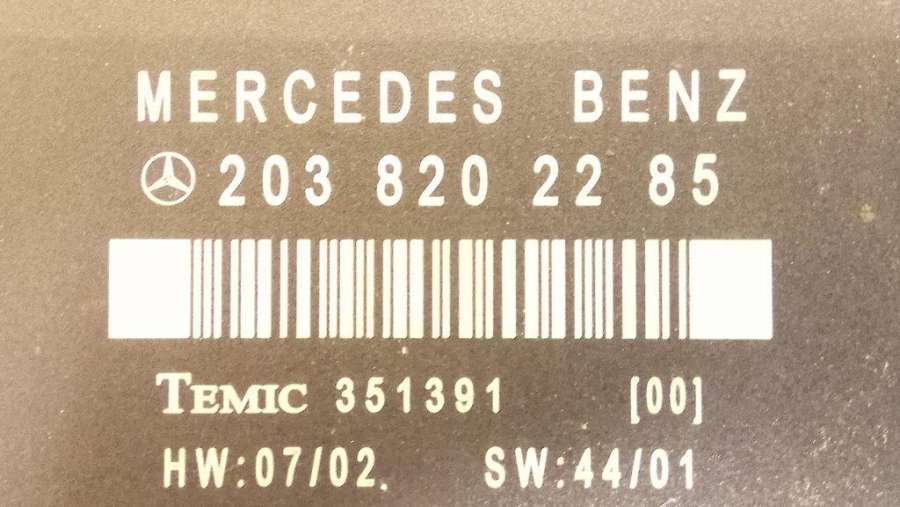 MERCEDES BENZ
203 820 22 85
TEMIC 351391 [00]
HW:07/02. SW:44/01